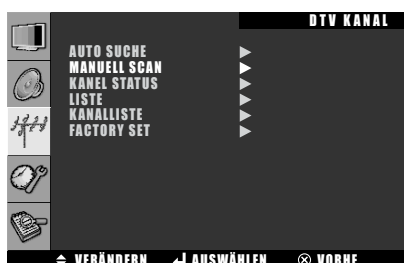 DTV KANAL
AUTO SUCHE
MANUELL SCAN
KANEL STATUS
LISTE
KANALLISTE
FACTORY SET
VERÄNDERN AUSWÄHLEN VORHE